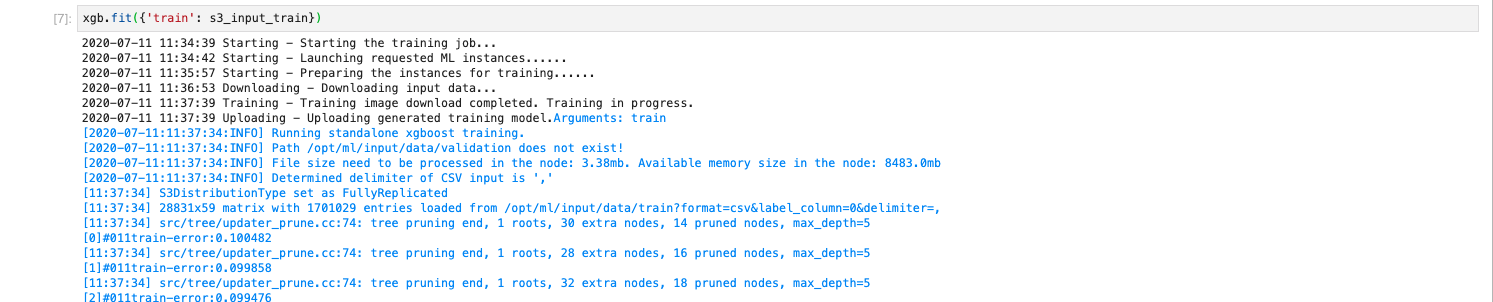 [7]: xgb.fit({'train': s3_input_train})
2020-07-11 11:34:39 Starting - Starting the training job...
2020-07-11 11:34:42 Starting - Launching requested ML instances......
2020-07-11 11:35:57 Starting - Preparing the instances for training......
2020-07-11 11:36:53 Downloading - Downloading input data...
2020-07-11 11:37:39 Training - Training image download completed. Training in progress.
2020-07-11 11:37:39 Uploading - Uploading generated training model.Arguments: train
[2020-07-11:11:37:34:INFO] Running standalone xgboost training.
[2020-07-11:11:37:34:INFO] Path /opt/ml/input/data/validation does not exist!
[2020-07-11:11:37:34:INFO] File size need to be processed in the node: 3.38mb. Available memory size in the node: 8483.0mb
[2020-07-11:11:37:34:INFO] Determined delimiter of CSV input is ','
[11:37:34] S3DistributionType set as FullyReplicated
[11:37:34] 28831x59 matrix with 1701029 entries loaded from /opt/ml/input/data/train?format=csv&label_column=0&delimiter=,
[11:37:34] src/tree/updater_prune.cc:74: tree pruning end, 1 roots, 30 extra nodes, 14 pruned nodes, max_depth=5
[0]#011train-error:0.100482
[11:37:34] src/tree/updater_prune.cc:74: tree pruning end, 1 roots, 28 extra nodes, 16 pruned nodes, max_depth=5
[1]#011train-error:0.099858
[11:37:34] src/tree/updater_prune.cc:74: tree pruning end, 1 roots, 32 extra nodes, 18 pruned nodes, max_depth=5
[2]#011train-error:0.099476